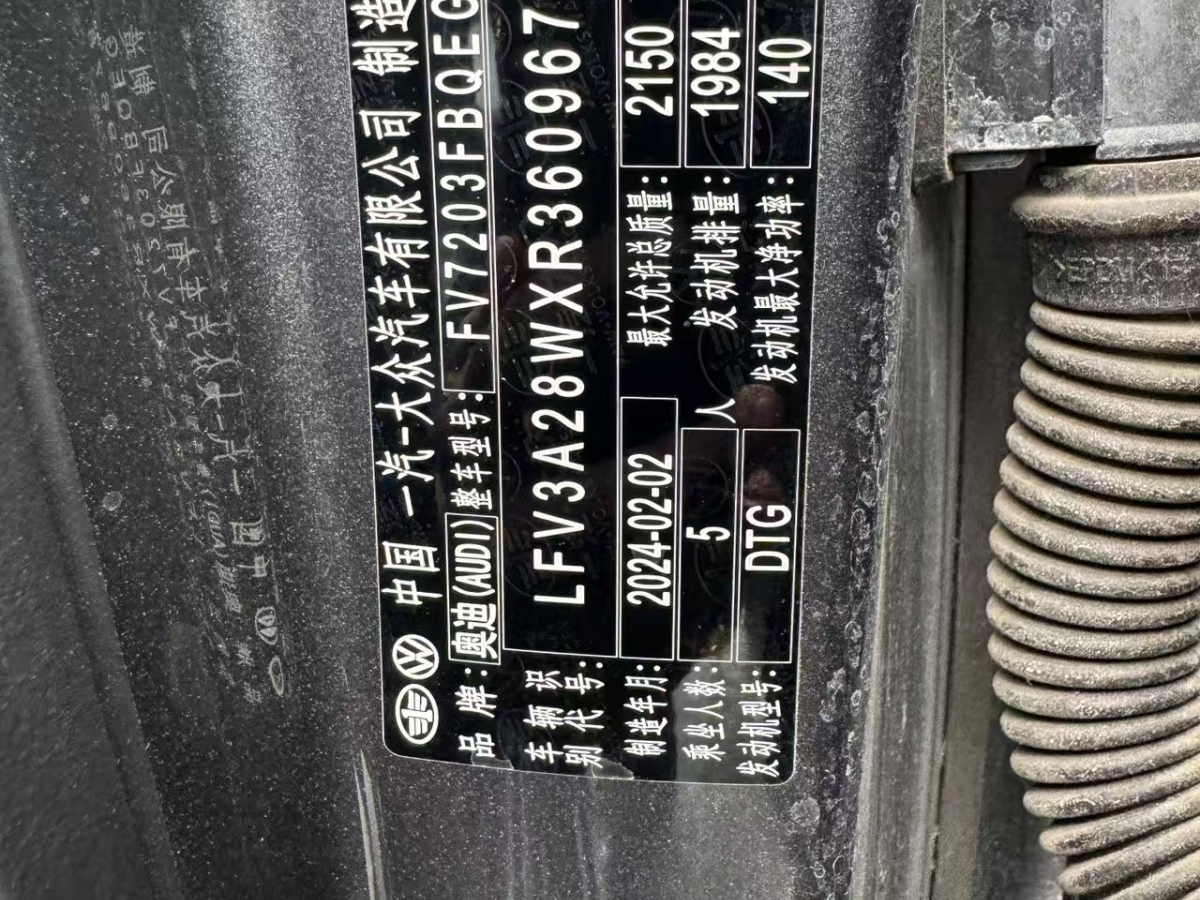 中国 一汽-大众汽车有限公司 制造
品牌:奥迪(AUDI) 整车型号:FV7203FBQEG
车辆识别代号:LFV3A28WXR360967
制造年月:2024-02-02 最大允许总质量:2150
乘坐人数:5人 发动机排量:1984
发动机型号:DTG 发动机最大净功率:140